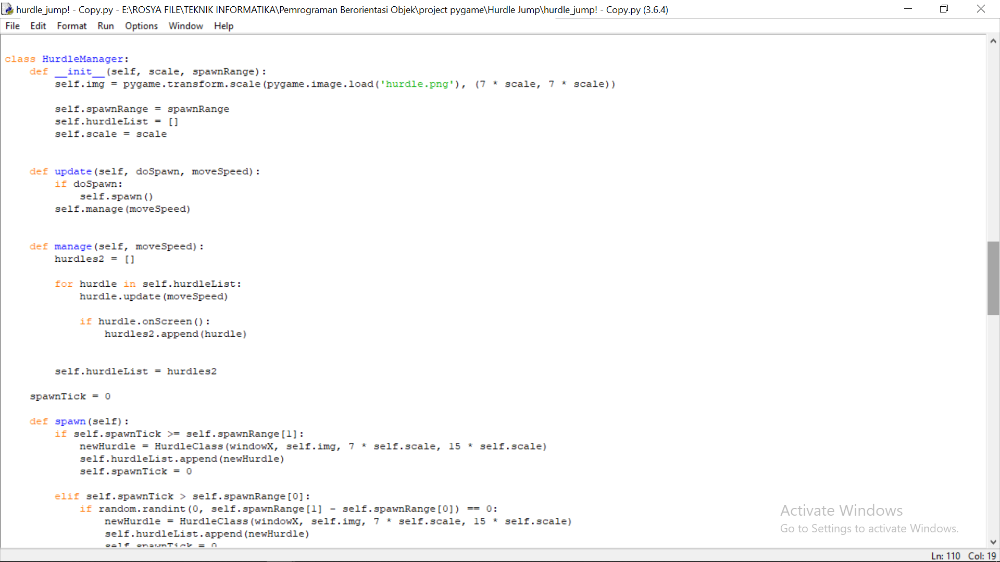 hurdle_jump! - Copy.py - E:\ROSYA FILE\TEKNIK INFORMATIKA\Pemrograman Berorientasi Objek\project pygame\Hurdle Jump\hurdle_jump! - Copy.py (3.6.4)
File Edit Format Run Options Window Help
class HurdleManager:
    def __init__(self, scale, spawnRange):
        self.img = pygame.transform.scale(pygame.image.load('hurdle.png'), (7 * scale, 7 * scale))
        self.spawnRange = spawnRange
        self.hurdleList = []
        self.scale = scale
    def update(self, doSpawn, moveSpeed):
        if doSpawn:
            self.spawn()
        self.manage(moveSpeed)
    def manage(self, moveSpeed):
        hurdles2 = []
        for hurdle in self.hurdleList:
            hurdle.update(moveSpeed)
            if hurdle.onScreen():
                hurdles2.append(hurdle)
        self.hurdleList = hurdles2
    spawnTick = 0
    def spawn(self):
        if self.spawnTick >= self.spawnRange[1]:
            newHurdle = HurdleClass(windowX, self.img, 7 * self.scale, 15 * self.scale)
            self.hurdleList.append(newHurdle)
            self.spawnTick = 0
        elif self.spawnTick > self.spawnRange[0]:
            if random.randint(0, self.spawnRange[1] - self.spawnRange[0]) == 0:
                newHurdle = HurdleClass(windowX, self.img, 7 * self.scale, 15 * self.scale)
                self.hurdleList.append(newHurdle)
                self.spawnTick = 0
Activate Windows
Go to Settings to activate Windows.
Ln: 110 Col: 19